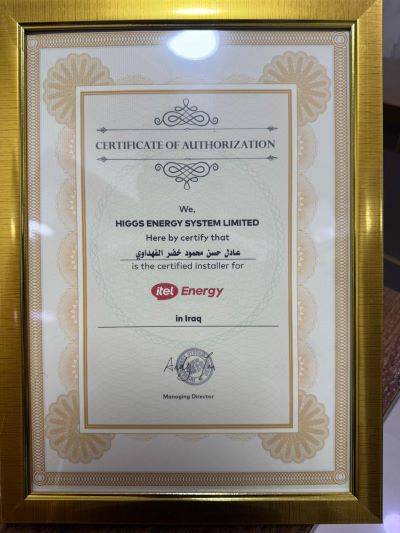 CERTIFICATE OF AUTHORIZATION
We,
HIGGS ENERGY SYSTEM LIMITED
Here by certify that
عادل حسن محمود خضر الفهداوي
is the certified installer for
itel Energy
in Iraq
Managing Director